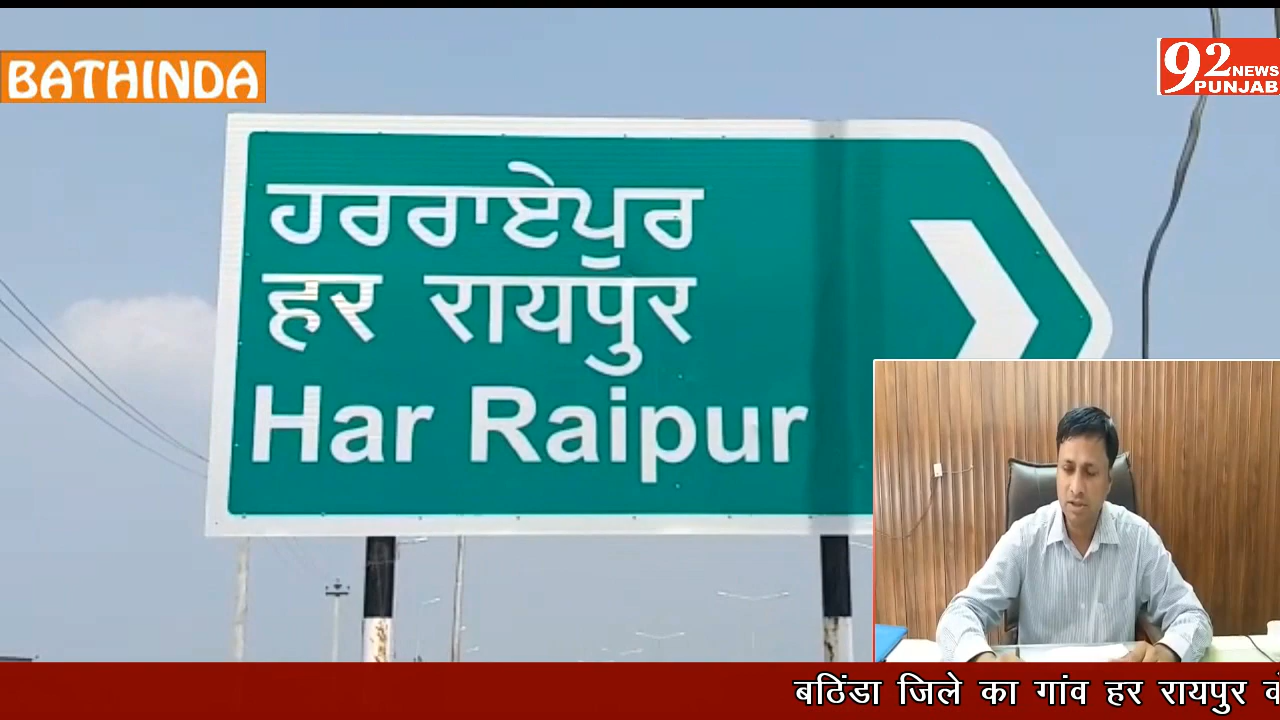 BATHINDA
92 NEWS
PUNJAB
ਹਰਰਾਏਪੁਰ
हर रायपुर
Har Raipur
बठिंडा जिले का गांव हर रायपुर